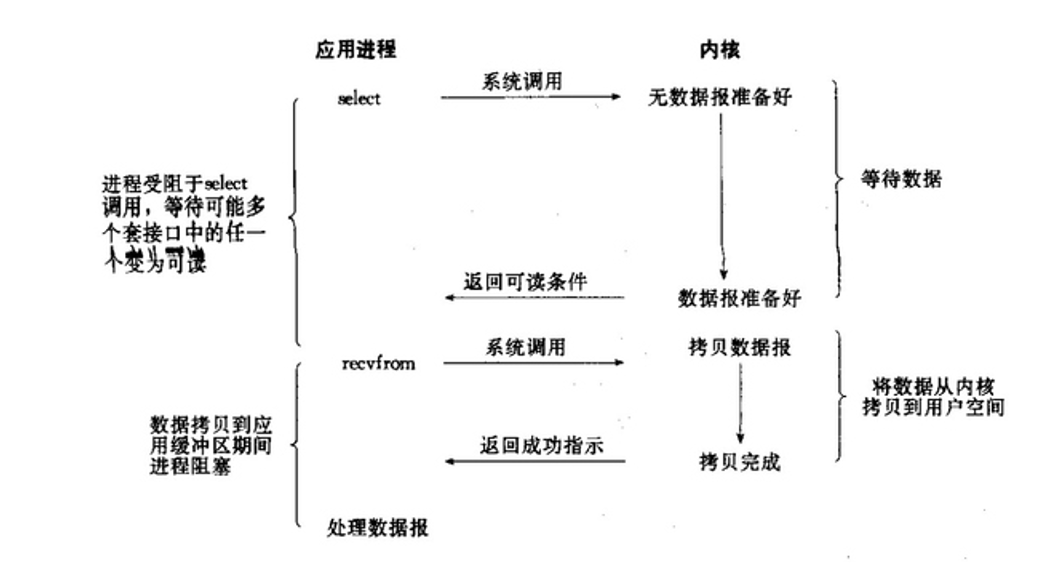 应用进程
内核
select
系统调用
无数据报准备好
进程受阻于select
调用，等待可能多
个套接口中的任一
个变为可读
等待数据
返回可读条件
数据报准备好
recvfrom
系统调用
拷贝数据报
数据拷贝到应
用缓冲区期间
进程阻塞
将数据从内核
拷贝到用户空间
返回成功指示
拷贝完成
处理数据报